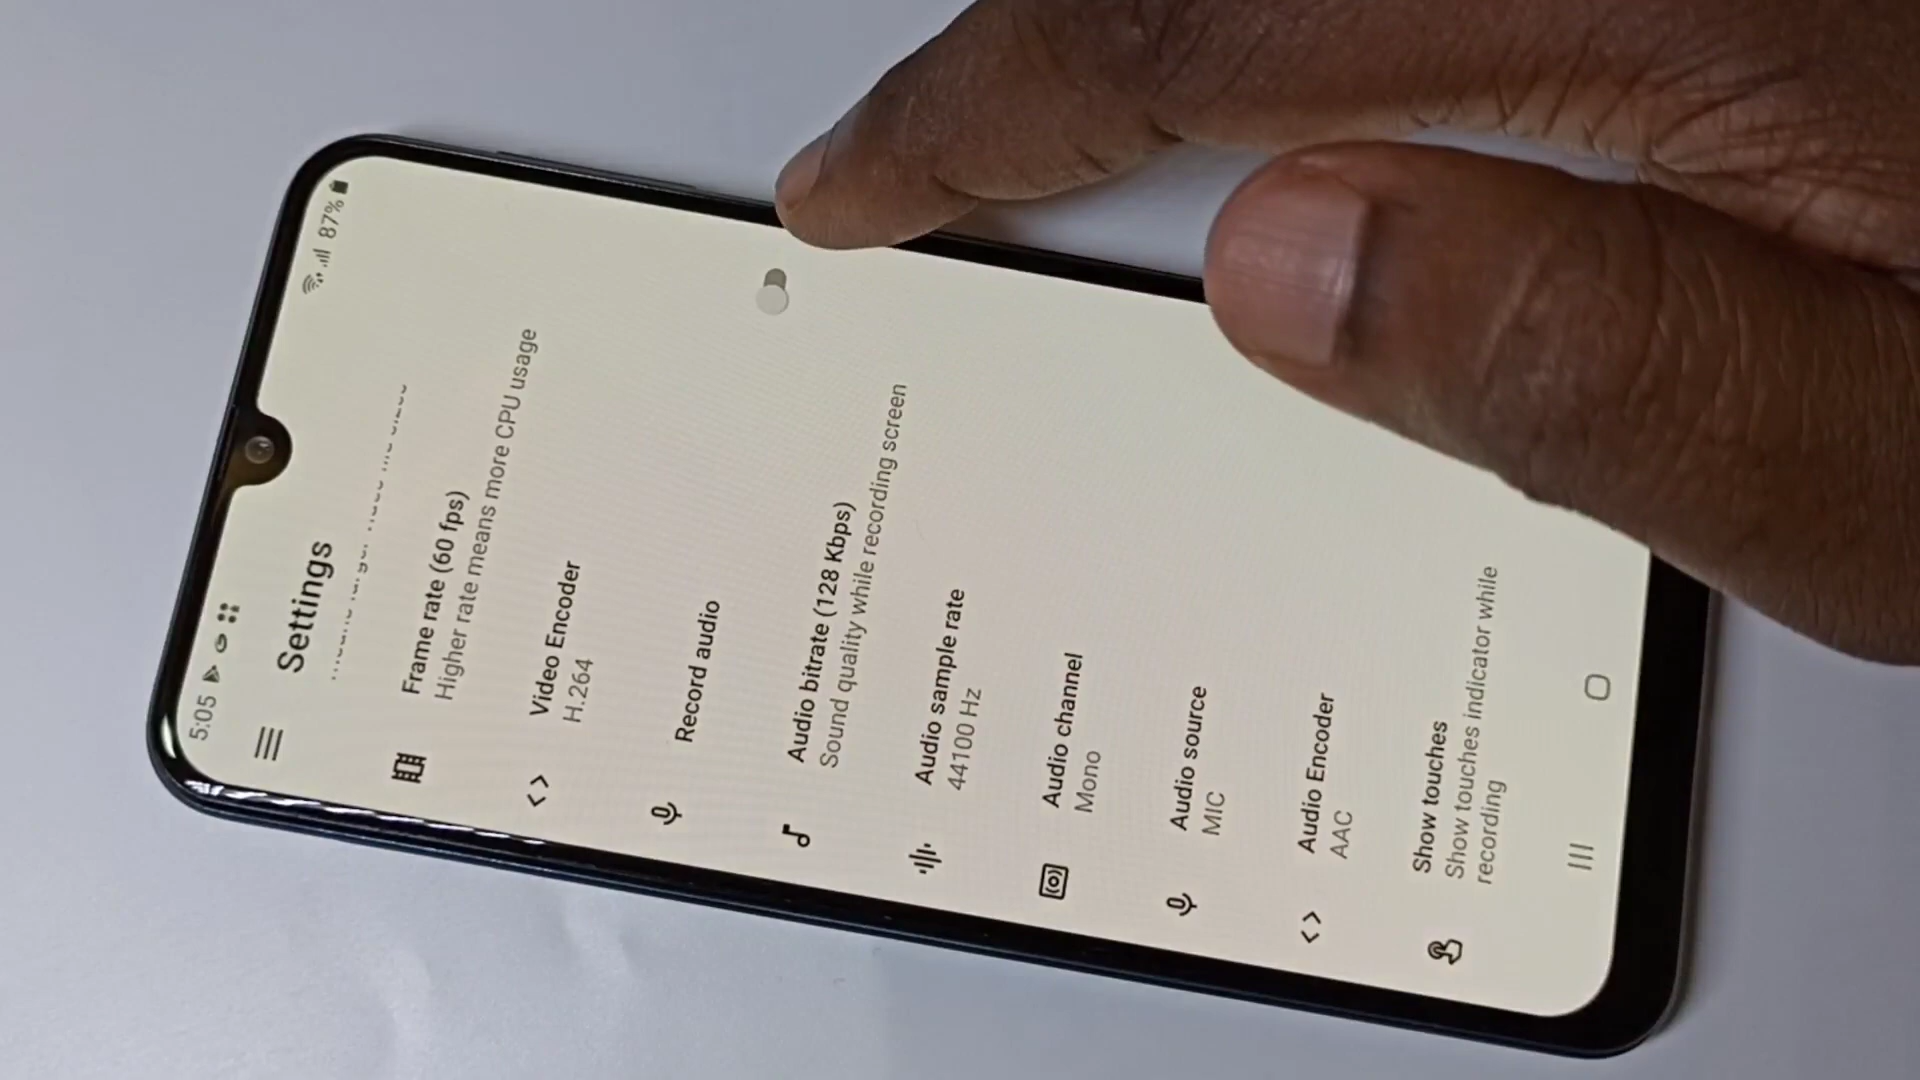 5:05
87%
Settings
Frame rate (60 fps)
Higher rate means more CPU usage
Video Encoder
H.264
Record audio
Audio bitrate (128 Kbps)
Sound quality while recording screen
Audio sample rate
44100 Hz
Audio channel
Mono
Audio source
MIC
Audio Encoder
AAC
Show touches
Show touches indicator while
recording